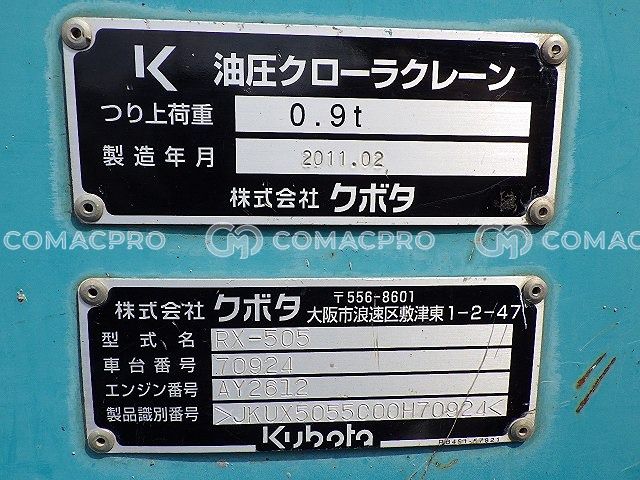 K 油圧クローラクレーン
つり上荷重 0.9t
製造年月 2011.02
株式会社 クボタ
COMACPRO COMACPRO COMACPRO
株式会社 クボタ 〒556-8601
大阪市浪速区敷津東1-2-47
型式名 RX-505
車台番号 70924
エンジン番号 AY2612
製品識別番号 >JKUX5055C00H70924<
Kubota